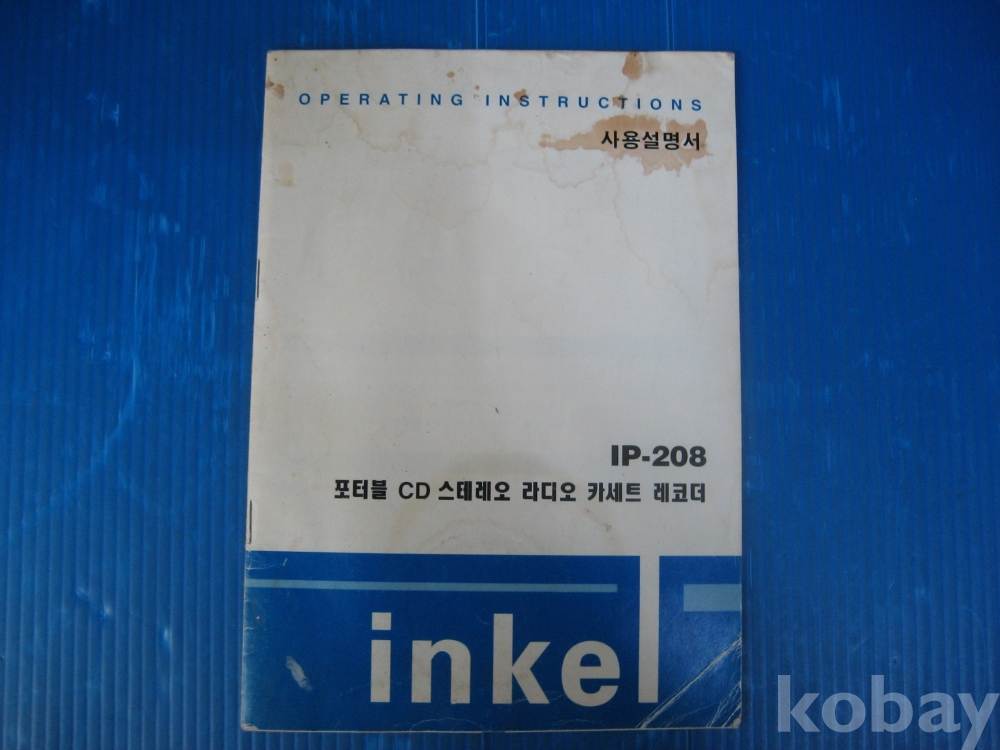 OPERATING INSTRUCTIONS
사용설명서
IP-208
포터블 CD 스테레오 라디오 카세트 레코더
inkel
kobay